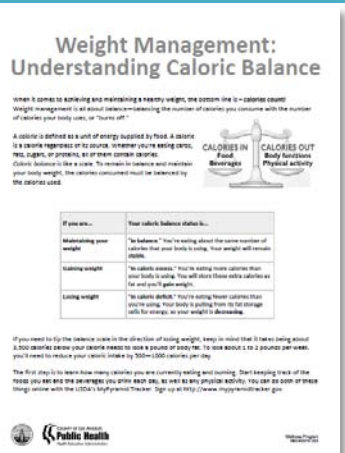 Weight Management:
Understanding Caloric Balance
When it comes to achieving and maintaining a healthy weight, the bottom line is – calories count!
Weight management is all about balance—balancing the number of calories you consume with the number
of calories your body uses, or "burns off."
A calorie is defined as a unit of energy supplied by food. A calorie
is a calorie regardless of its source. Whether you're eating carbs,
fats, sugars, or proteins, all of them contain calories.
Caloric balance is like a scale. To remain in balance and maintain
your body weight, the calories consumed must be balanced by
the calories used.
CALORIES IN
Food
Beverages
CALORIES OUT
Body functions
Physical activity
If you are... Your caloric balance status is...
Maintaining your
weight
"In balance." You're eating about the same number of
calories that your body is using. Your weight will remain
stable.
Gaining weight
"In caloric excess." You're eating more calories than
your body is using. You will store these extra calories as
fat and you'll gain weight.
Losing weight
"In caloric deficit." You're eating fewer calories than
you're using. Your body is pulling from its fat storage
cells for energy, so your weight is decreasing.
If you need to tip the balance scale in the direction of losing weight, keep in mind that it takes being about
3,500 calories below your calorie needs to lose a pound of body fat. To lose about 1 to 2 pounds per week,
you'll need to reduce your caloric intake by 500—1000 calories per day.
The first step is to learn how many calories you are currently eating and burning. Start keeping track of the
foods you eat and the beverages you drink each day, as well as any physical activity. You can do both of these
things online with the USDA's MyPyramid Tracker. Sign up at http://www.mypyramidtracker.gov
County of Los Angeles
Public Health
Wellness Program